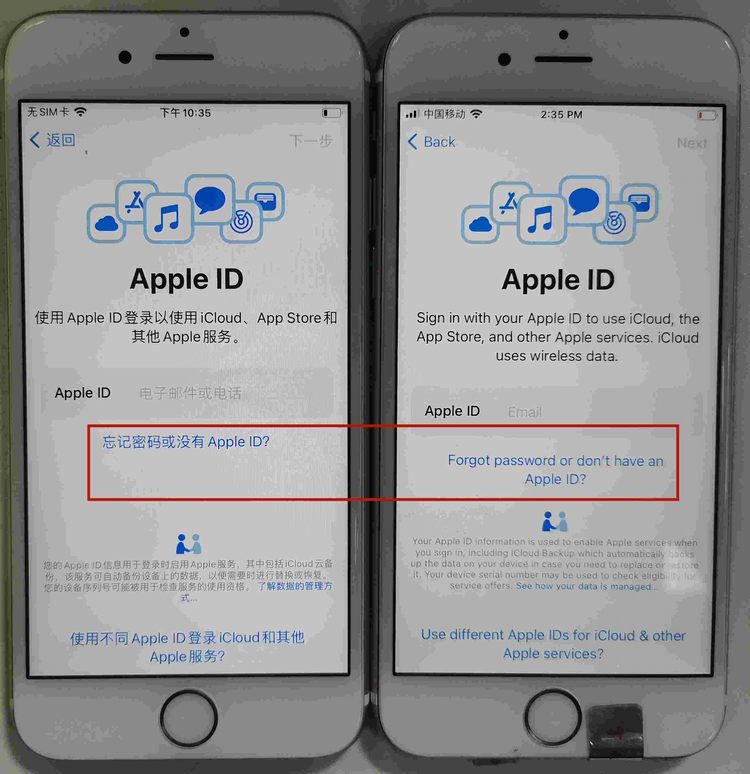 无SIM卡 下午10:35
返回 下一步
Apple ID
使用 Apple ID 登录以使用 iCloud、App Store 和
其他 Apple 服务。
Apple ID 电子邮件或电话
忘记密码或没有 Apple ID?
您的 Apple ID 信息用于登录时启用 Apple 服务，其中包括 iCloud 云备
份，该服务可自动备份设备上的数据，以便需要时进行替换或恢复。
您的设备序列号可能被用于检查服务的使用资格。了解数据的管理方
式...
使用不同 Apple ID 登录 iCloud 和其他
Apple 服务?
中国移动 2:35 PM
Back Next
Apple ID
Sign in with your Apple ID to use iCloud, the
App Store, and other Apple services. iCloud
uses wireless data.
Apple ID Email
Forgot password or don't have an
Apple ID?
Your Apple ID information is used to enable Apple services when
you sign in, including iCloud Backup which automatically backs
up the data on your device in case you need to replace or restore
it. Your device serial number may be used to check eligibility for
service offers. See how your data is managed...
Use different Apple IDs for iCloud & other
Apple services?